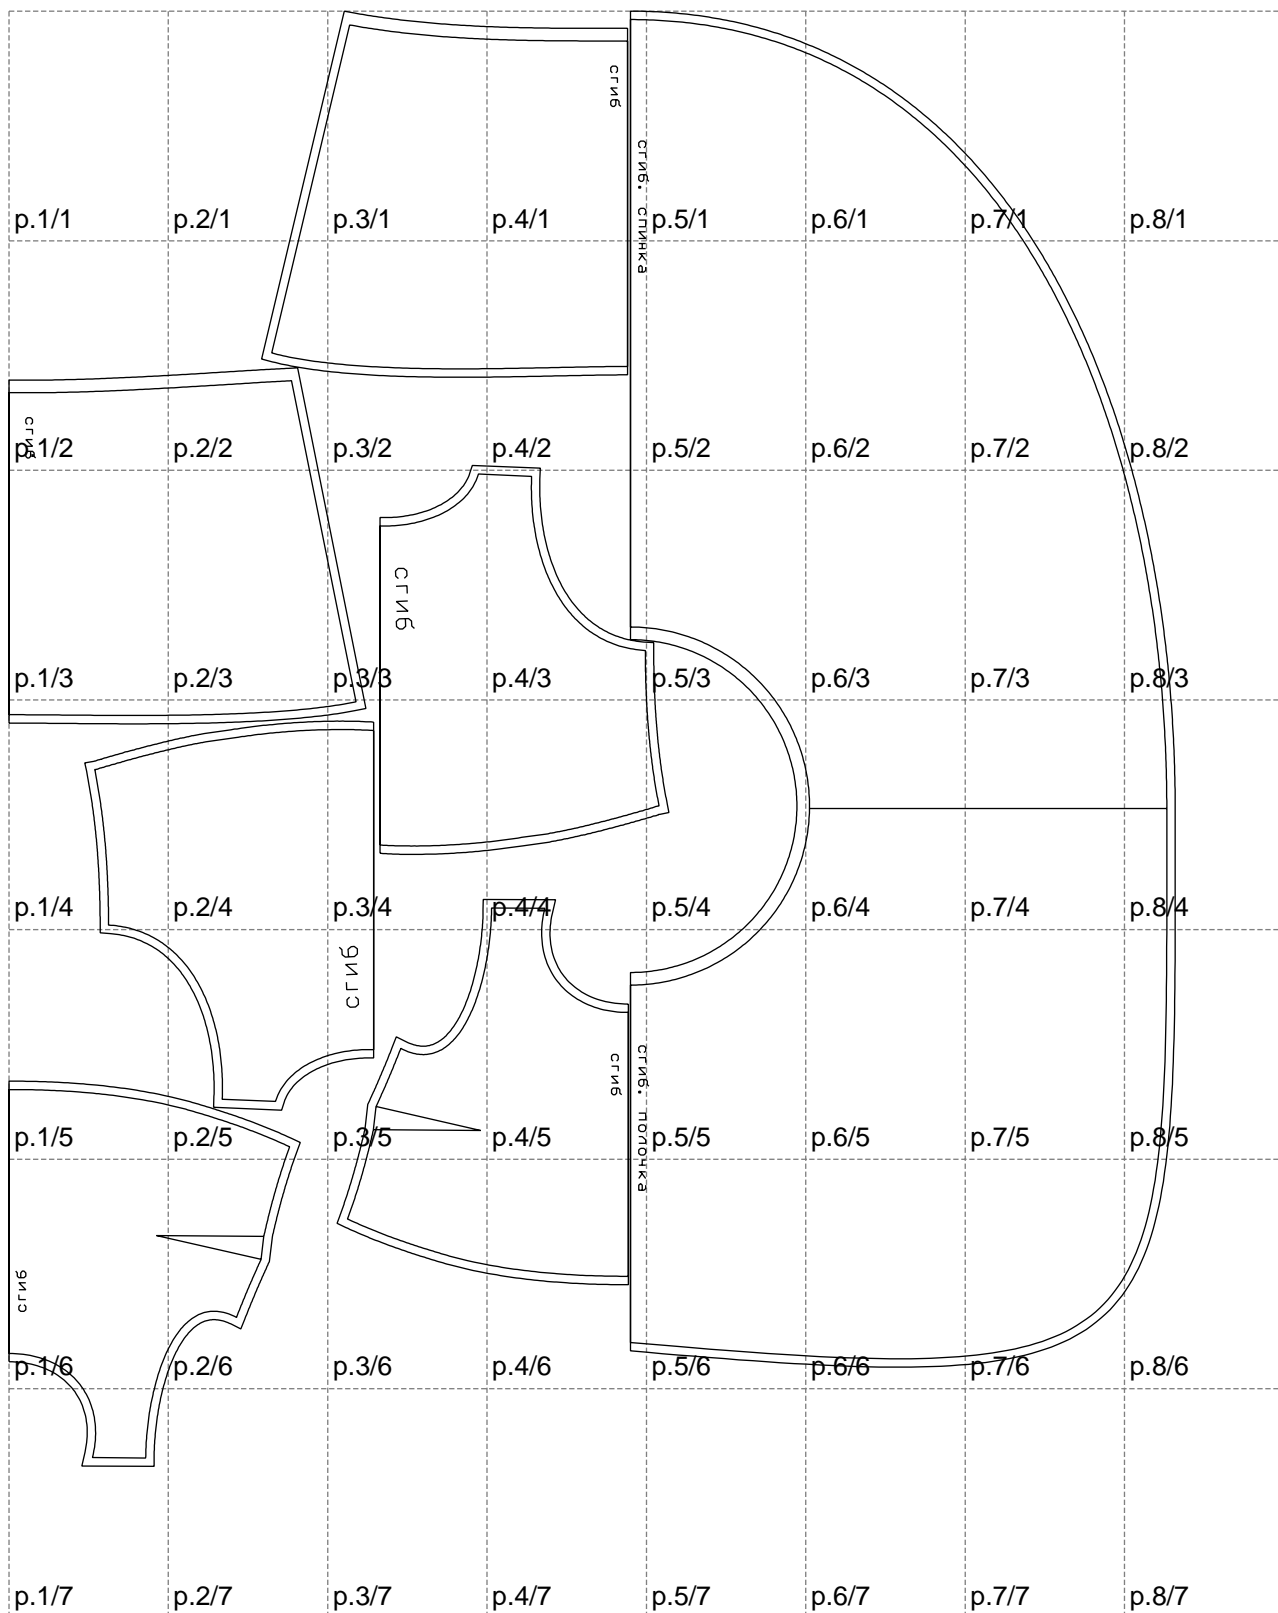 сгиб
сгиб. спинка
p.1/1 p.2/1 p.3/1 p.4/1 p.5/1 p.6/1 p.7/1 p.8/1
сгиб
p.1/2 p.2/2 p.3/2 p.4/2 p.5/2 p.6/2 p.7/2 p.8/2
сгиб
p.1/3 p.2/3 p.3/3 p.4/3 p.5/3 p.6/3 p.7/3 p.8/3
p.1/4 p.2/4 p.3/4 p.4/4 p.5/4 p.6/4 p.7/4 p.8/4
сгиб
сгиб
сгиб. полочка
p.1/5 p.2/5 p.3/5 p.4/5 p.5/5 p.6/5 p.7/5 p.8/5
сгиб
p.1/6 p.2/6 p.3/6 p.4/6 p.5/6 p.6/6 p.7/6 p.8/6
p.1/7 p.2/7 p.3/7 p.4/7 p.5/7 p.6/7 p.7/7 p.8/7